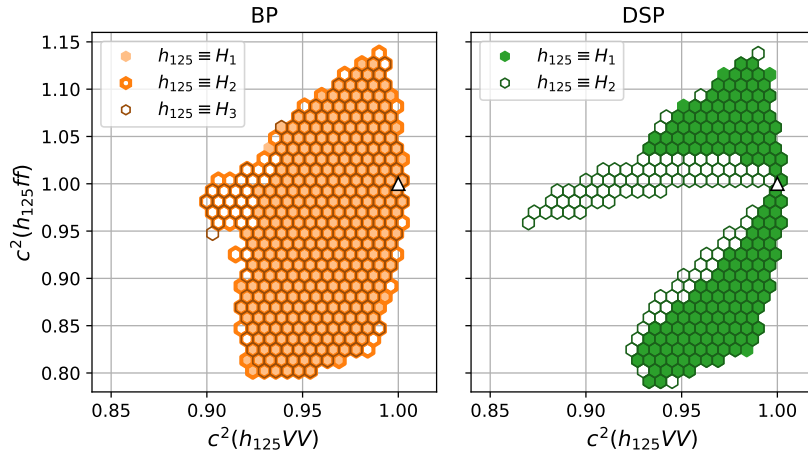 BP
DSP
1.15
1.10
1.05
1.00
0.95
0.90
0.85
0.80
c²(h₁₂₅ff)
h₁₂₅ ≡ H₁
h₁₂₅ ≡ H₂
h₁₂₅ ≡ H₃
h₁₂₅ ≡ H₁
h₁₂₅ ≡ H₂
0.85 0.90 0.95 1.00
0.85 0.90 0.95 1.00
c²(h₁₂₅VV)
c²(h₁₂₅VV)